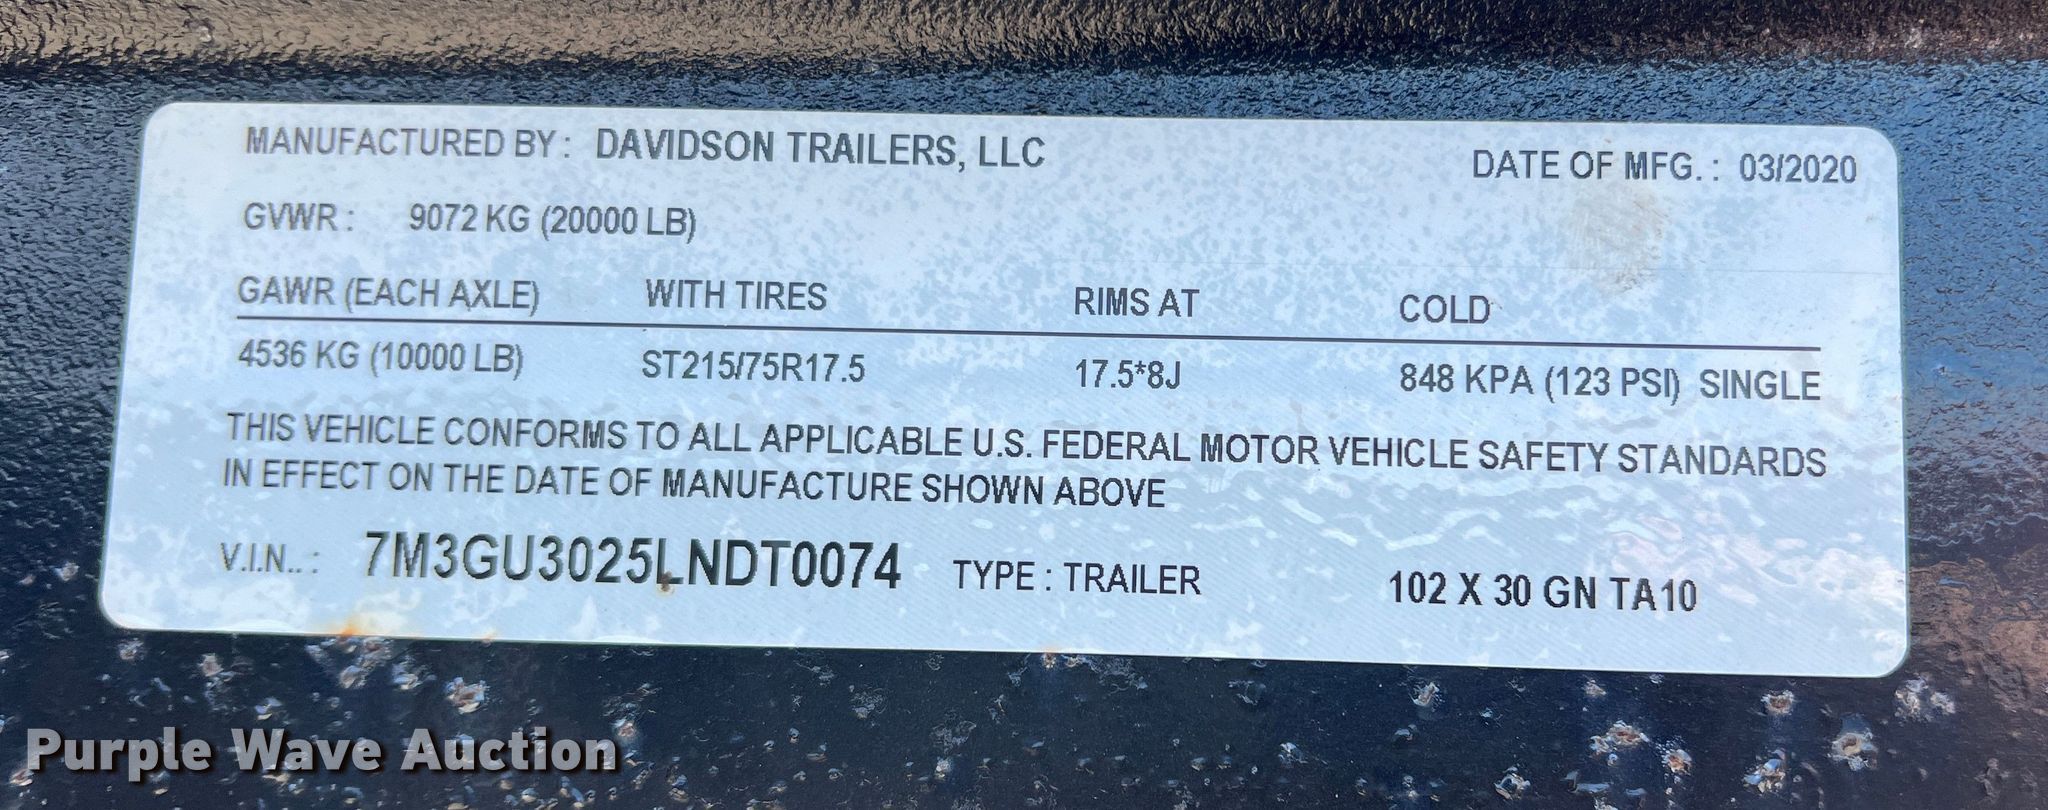 MANUFACTURED BY: DAVIDSON TRAILERS, LLC
DATE OF MFG. : 03/2020
GVWR : 9072 KG (20000 LB)
GAWR (EACH AXLE) WITH TIRES RIMS AT COLD
4536 KG (10000 LB) ST215/75R17.5 17.5*8J 848 KPA (123 PSI) SINGLE
THIS VEHICLE CONFORMS TO ALL APPLICABLE U.S. FEDERAL MOTOR VEHICLE SAFETY STANDARDS
IN EFFECT ON THE DATE OF MANUFACTURE SHOWN ABOVE
V.I.N.. : 7M3GU3025LNDT0074 TYPE : TRAILER 102 X 30 GN TA10
Purple Wave Auction